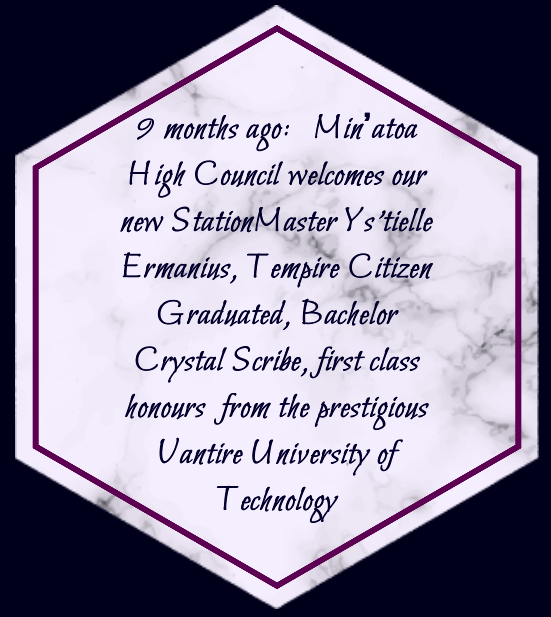 9 months ago: Min'atoa
High Council welcomes our
new StationMaster Ys'tielle
Ermanius, Tempire Citizen
Graduated, Bachelor
Crystal Scribe, first class
honours from the prestigious
Vantire University of
Technology